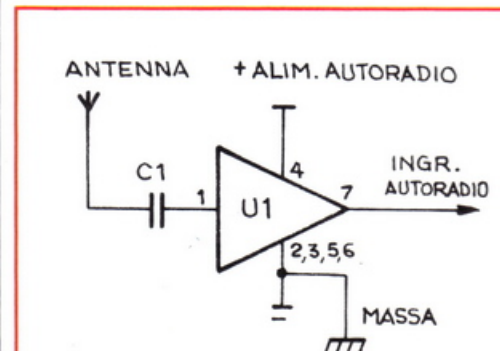 ANTENNA
+ ALIM. AUTORADIO
C1
1
U1
4
7
INGR.
AUTORADIO
2,3,5,6
MASSA